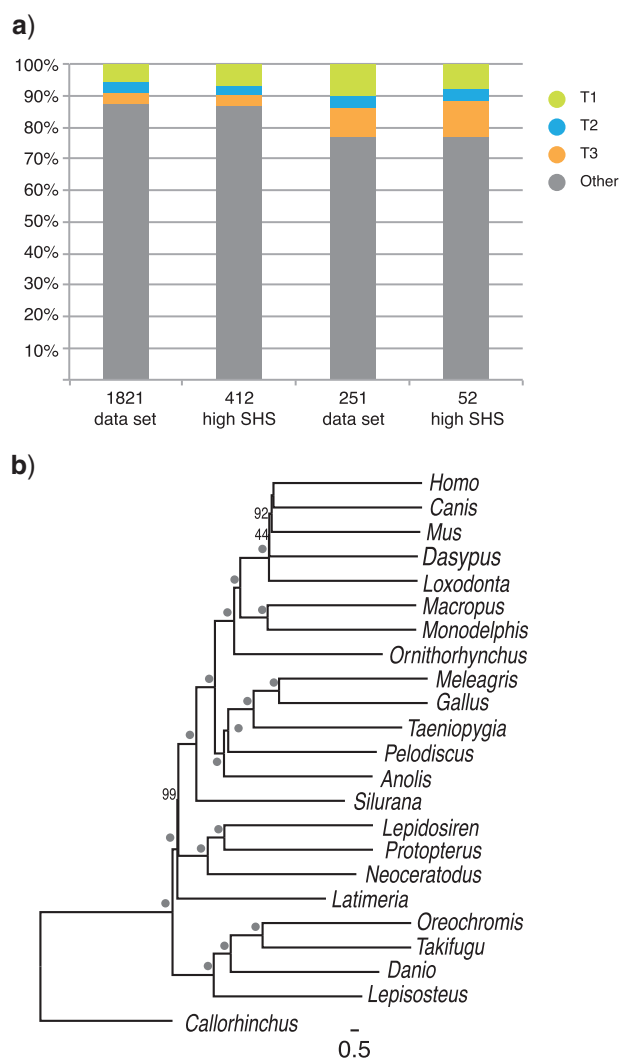 a)
100%
90%
80%
70%
60%
50%
40%
30%
20%
10%
T1
T2
T3
Other
1821 data set
412 high SHS
251 data set
52 high SHS
b)
Homo
Canis
92
Mus
44
Dasypus
Loxodonta
Macropus
Monodelphis
Ornithorhynchus
Meleagris
Gallus
Taeniopygia
Pelodiscus
Anolis
99
Silurana
Lepidosiren
Protopterus
Neoceratodus
Latimeria
Oreochromis
Takifugu
Danio
Lepisosteus
Callorhinchus
0.5